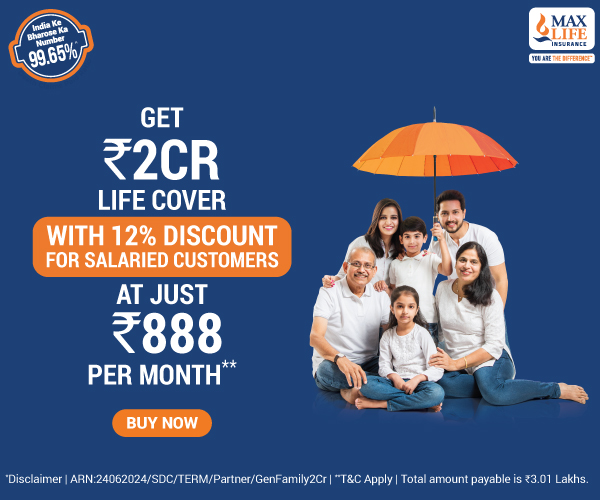 India Ke
Bharose Ka
Number
99.65%^
MAX
LIFE
INSURANCE
YOU ARE THE DIFFERENCE™
GET
₹2CR
LIFE COVER
WITH 12% DISCOUNT
FOR SALARIED CUSTOMERS
AT JUST
₹888
PER MONTH**
BUY NOW
*Disclaimer | ARN:24062024/SDC/TERM/Partner/GenFamily2Cr | **T&C Apply | Total amount payable is ₹3.01 Lakhs.